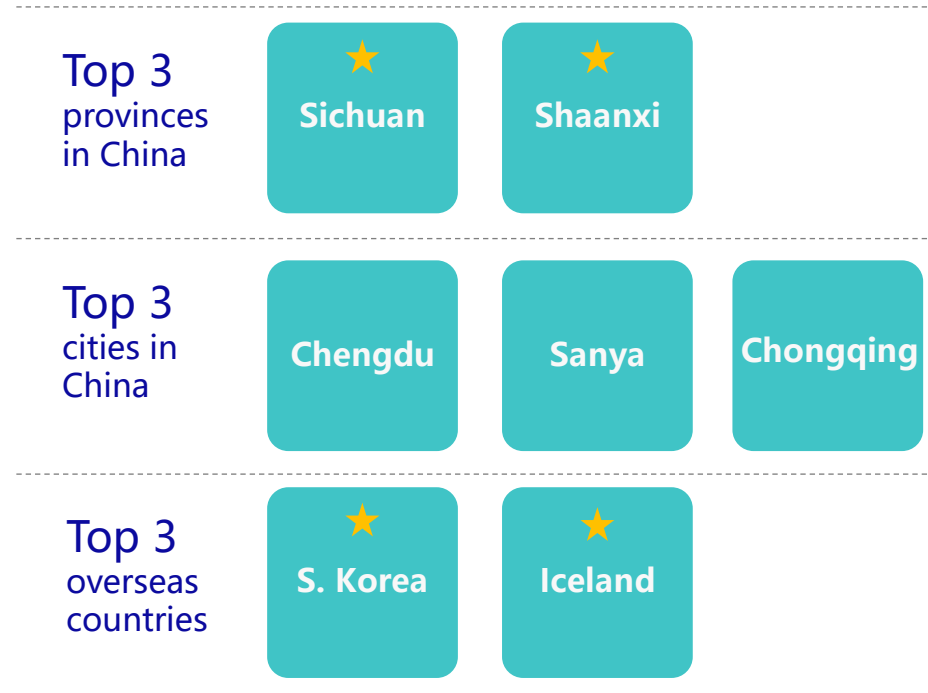 Top 3
provinces
in China
Sichuan
Shaanxi
Top 3
cities in
China
Chengdu
Sanya
Chongqing
Top 3
overseas
countries
S. Korea
Iceland